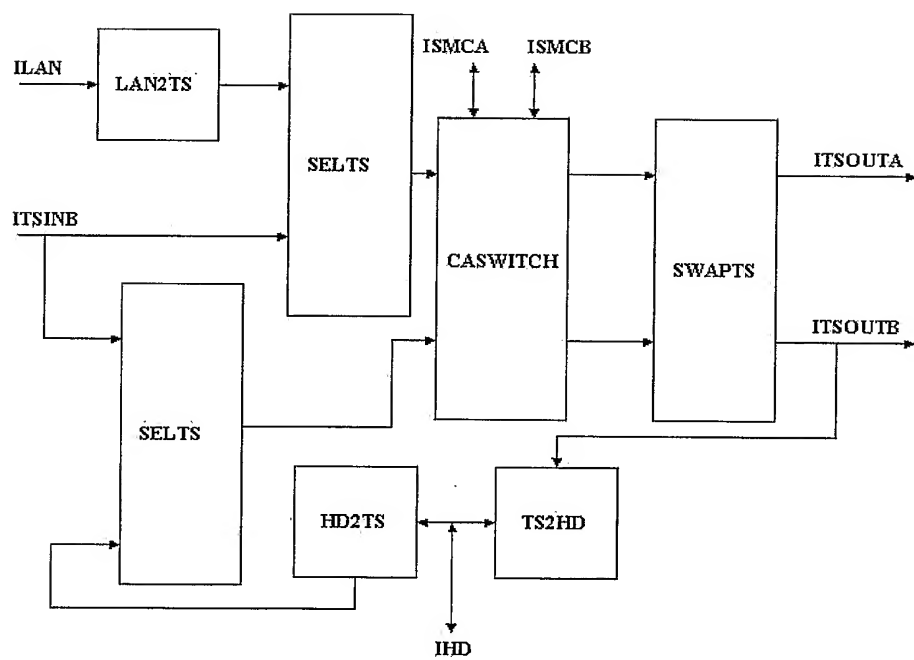 ISMCA
ISMCB
ILAN
LAN2TS
SELTS
ITSOUTA
ITSINB
CASWITCH
SWAPTS
ITSOUTB
SELTS
HD2TS
TS2HD
IHD